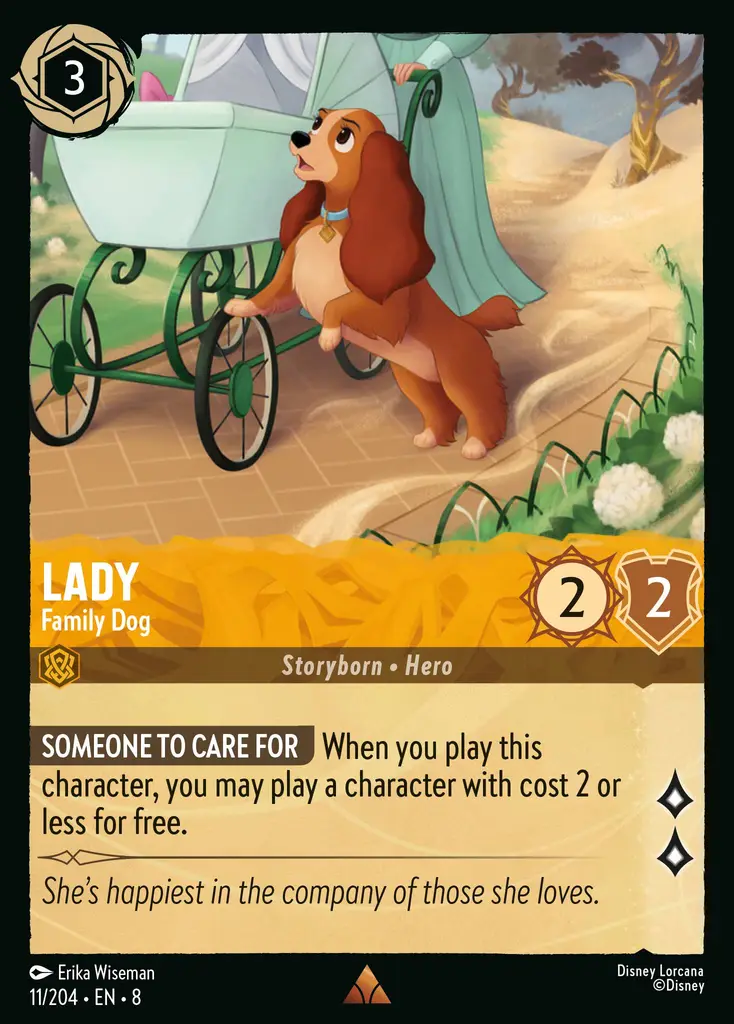 3
LADY
Family Dog
2
2
Storyborn • Hero
SOMEONE TO CARE FOR When you play this
character, you may play a character with cost 2 or
less for free.
She's happiest in the company of those she loves.
Erika Wiseman
11/204 • EN • 8
Disney Lorcana
©Disney